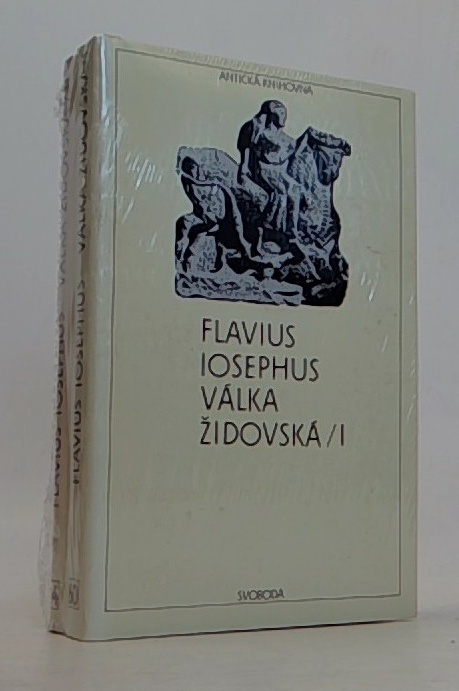 ANTICKÁ KNIHOVNA
FLAVIUS
IOSEPHUS
VÁLKA
ŽIDOVSKÁ/I
SVOBODA
FLAVIUS IOSEPHUS VÁLKA ŽIDOVSKÁ
FLAVIUS IOSEPHUS VÁLKA ŽIDOVSKÁ